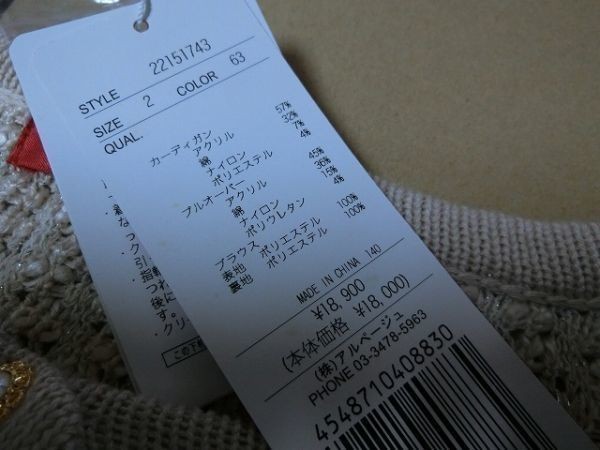 STYLE 22151743
SIZE 2 COLOR 63
QUAL.
カーディガン
アクリル 57%
綿 32%
ナイロン 7%
ポリエステル 4%
プルオーバー
アクリル 45%
綿 36%
ナイロン 15%
ポリウレタン 4%
ブラウス
表地 ポリエステル 100%
裏地 ポリエステル 100%
MADE IN CHINA 140
¥18,900
(本体価格 ¥18,000)
(株)アルページュ
PHONE 03-3478-5963
4548710408830